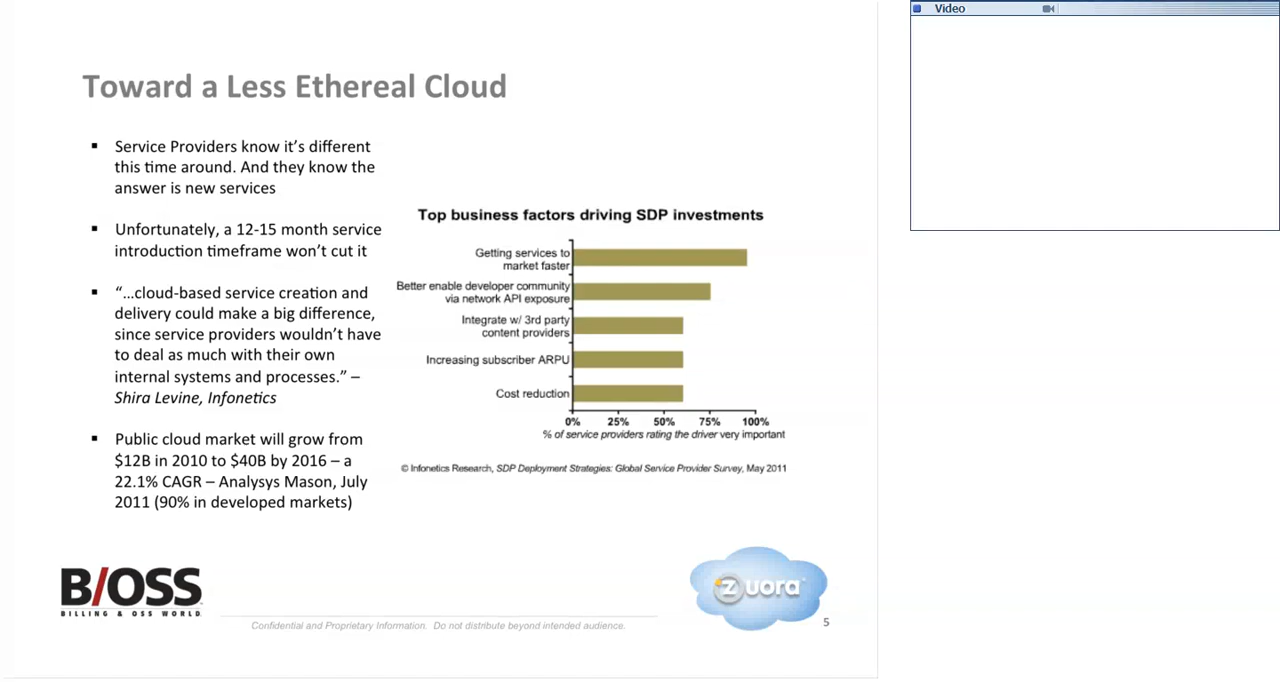 Video
Toward a Less Ethereal Cloud
▪ Service Providers know it's different
this time around. And they know the
answer is new services
▪ Unfortunately, a 12-15 month service
introduction timeframe won't cut it
▪ "…cloud-based service creation and
delivery could make a big difference,
since service providers wouldn't have
to deal as much with their own
internal systems and processes." –
Shira Levine, Infonetics
▪ Public cloud market will grow from
$12B in 2010 to $40B by 2016 – a
22.1% CAGR – Analysys Mason, July
2011 (90% in developed markets)
Top business factors driving SDP investments
Getting services to
market faster
Better enable developer community
via network API exposure
Integrate w/ 3rd party
content providers
Increasing subscriber ARPU
Cost reduction
0% 25% 50% 75% 100%
% of service providers rating the driver very important
© Infonetics Research, SDP Deployment Strategies: Global Service Provider Survey, May 2011
B/OSS
BILLING & OSS WORLD
Confidential and Proprietary Information. Do not distribute beyond intended audience.
zuora
5